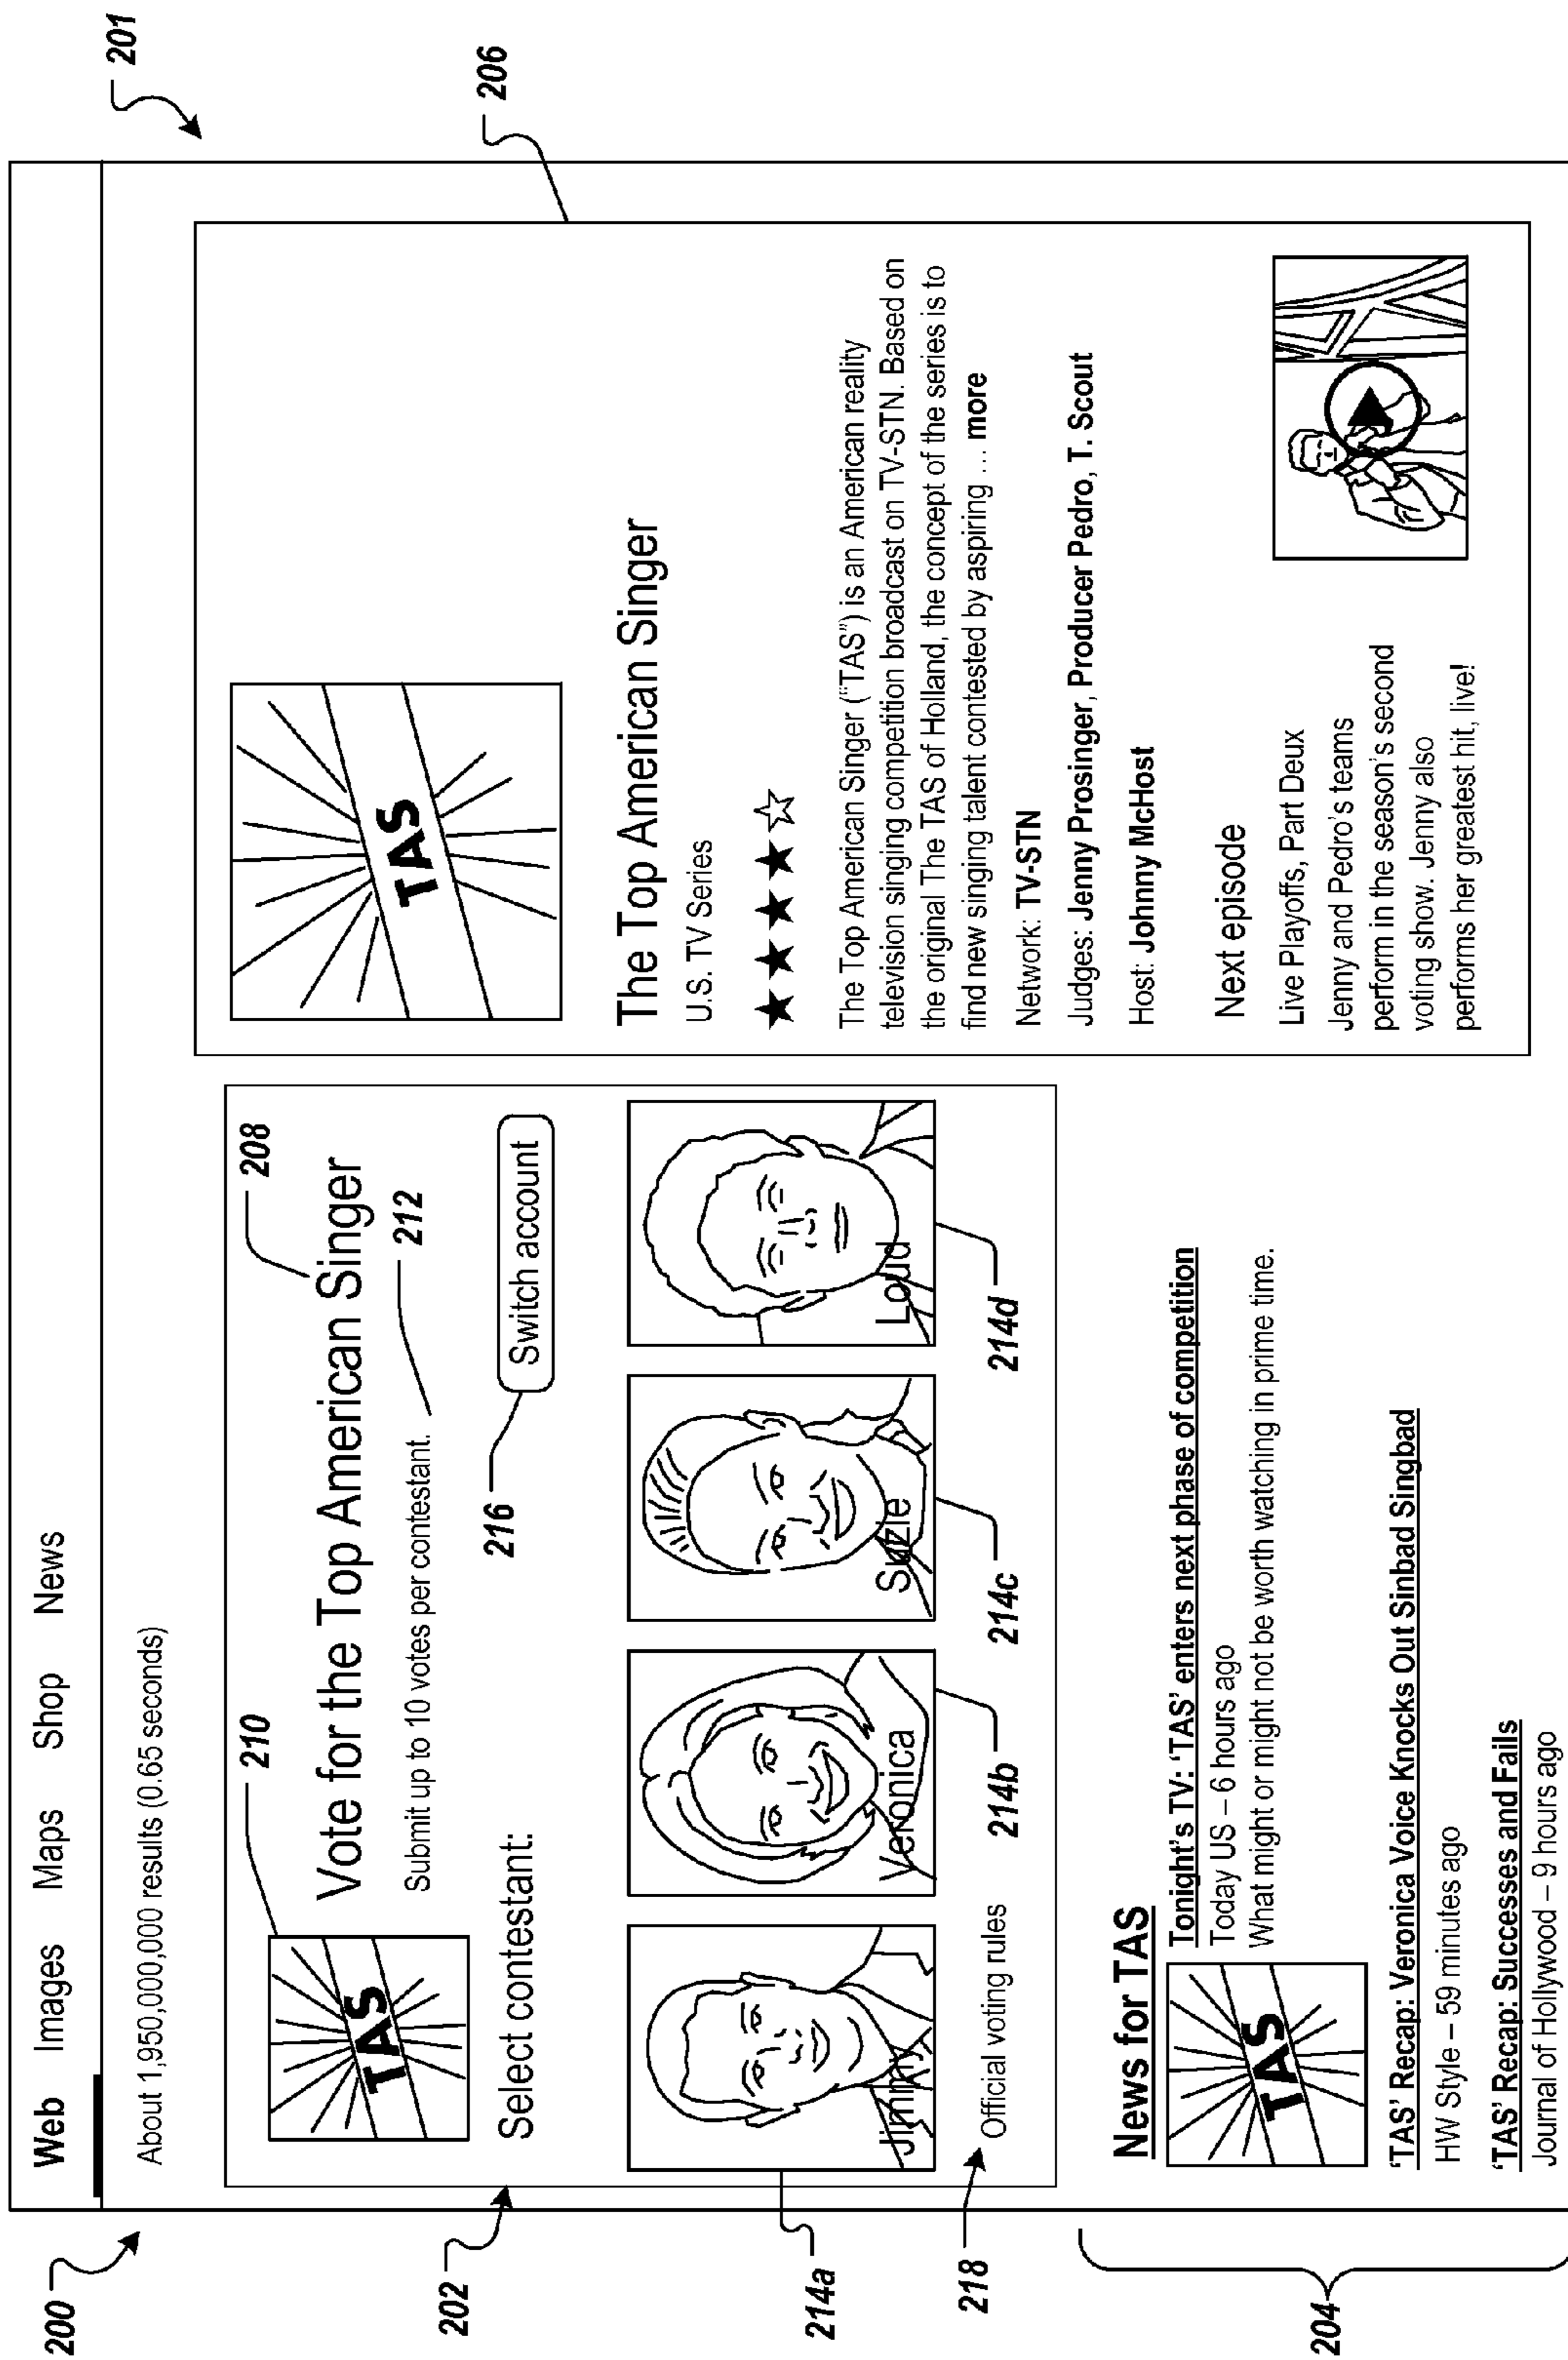 200
201
Web Images Maps Shop News
About 1,950,000,000 results (0.65 seconds)
202
210
TAS
208
Vote for the Top American Singer
Submit up to 10 votes per contestant.
212
Select contestant:
216
Switch account
Jimmy
Veronica
Suzie
Loud
214a
214b
214c
214d
218
Official voting rules
204
News for TAS
TAS
Tonight's TV: ‘TAS’ enters next phase of competition
Today US – 6 hours ago
What might or might not be worth watching in prime time.
‘TAS’ Recap: Veronica Voice Knocks Out Sinbad Singbad
HW Style – 59 minutes ago
‘TAS’ Recap: Successes and Fails
Journal of Hollywood – 9 hours ago
206
TAS
The Top American Singer
U.S. TV Series
The Top American Singer (“TAS”) is an American reality
television singing competition broadcast on TV-STN. Based on
the original The TAS of Holland, the concept of the series is to
find new singing talent contested by aspiring ... more
Network: TV-STN
Judges: Jenny Prosinger, Producer Pedro, T. Scout
Host: Johnny McHost
Next episode
Live Playoffs, Part Deux
Jenny and Pedro's teams
perform in the season's second
voting show. Jenny also
performs her greatest hit, live!